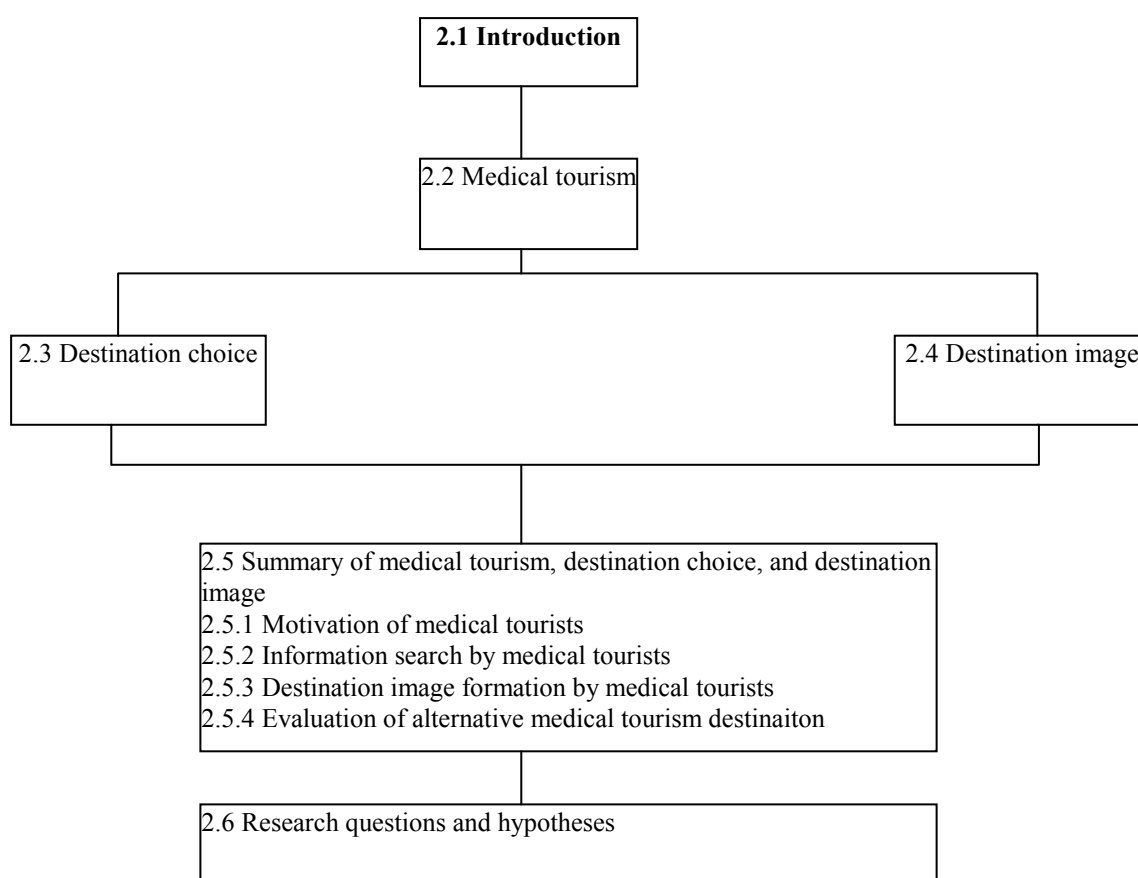 2.1 Introduction
2.2 Medical tourism
2.3 Destination choice
2.4 Destination image
2.5 Summary of medical tourism, destination choice, and destination
image
2.5.1 Motivation of medical tourists
2.5.2 Information search by medical tourists
2.5.3 Destination image formation by medical tourists
2.5.4 Evaluation of alternative medical tourism destinaiton
2.6 Research questions and hypotheses